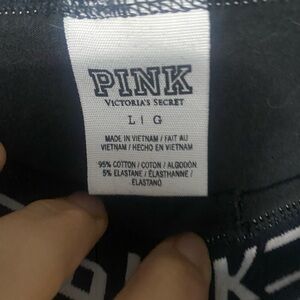 PINK
VICTORIA'S SECRET
L | G
MADE IN VIETNAM / FAIT AU
VIETNAM / HECHO EN VIETNAM
95% COTTON / COTON / ALGODÓN
5% ELASTANE / ÉLASTHANNE /
ELASTANO